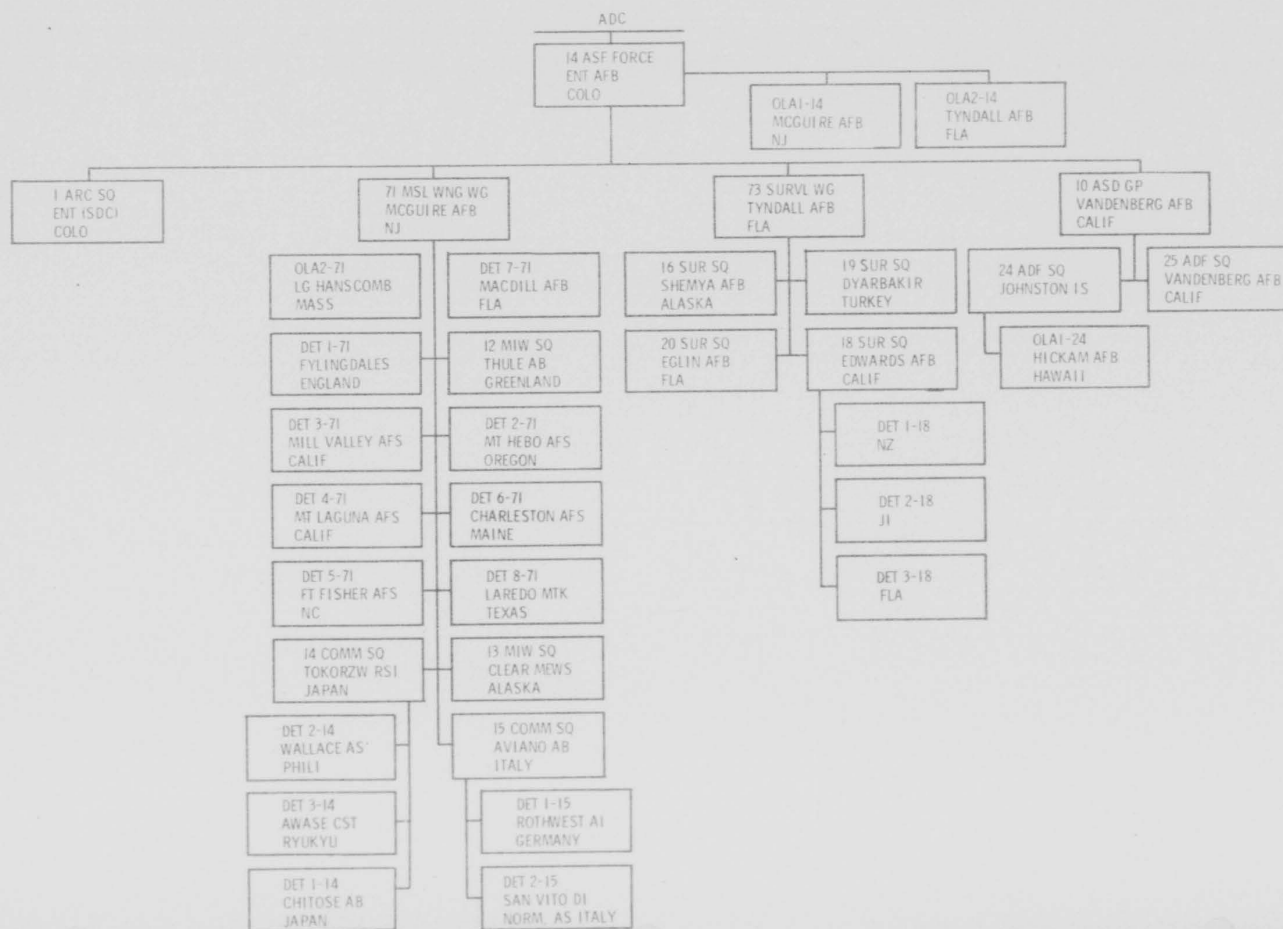 ADC
14 ASF FORCE
ENT AFB
COLO
OLA1-14
MCGUIRE AFB
NJ
OLA2-14
TYNDALL AFB
FLA
1 ARC SQ
ENT (SDC)
COLO
71 MSL WNG WG
MCGUIRE AFB
NJ
73 SURVL WG
TYNDALL AFB
FLA
10 ASD GP
VANDENBERG AFB
CALIF
OLA2-71
LG HANSCOMB
MASS
DET 7-71
MACDILL AFB
FLA
DET 1-71
FYLINGDALES
ENGLAND
12 MIW SQ
THULE AB
GREENLAND
DET 3-71
MILL VALLEY AFS
CALIF
DET 2-71
MT HEBO AFS
OREGON
DET 4-71
MT LAGUNA AFS
CALIF
DET 6-71
CHARLESTON AFS
MAINE
DET 5-71
FT FISHER AFS
NC
DET 8-71
LAREDO MTK
TEXAS
14 COMM SQ
TOKORZW RSI
JAPAN
13 MIW SQ
CLEAR MEWS
ALASKA
DET 2-14
WALLACE AS
PHILI
15 COMM SQ
AVIANO AB
ITALY
DET 3-14
AWASE CST
RYUKYU
DET 1-15
ROTHWEST AI
GERMANY
DET 1-14
CHITOSE AB
JAPAN
DET 2-15
SAN VITO DI
NORM. AS ITALY
16 SUR SQ
SHEMYA AFB
ALASKA
19 SUR SQ
DYARBAKIR
TURKEY
20 SUR SQ
EGLIN AFB
FLA
18 SUR SQ
EDWARDS AFB
CALIF
DET 1-18
NZ
DET 2-18
JI
DET 3-18
FLA
24 ADF SQ
JOHNSTON IS
25 ADF SQ
VANDENBERG AFB
CALIF
OLA1-24
HICKAM AFB
HAWAII